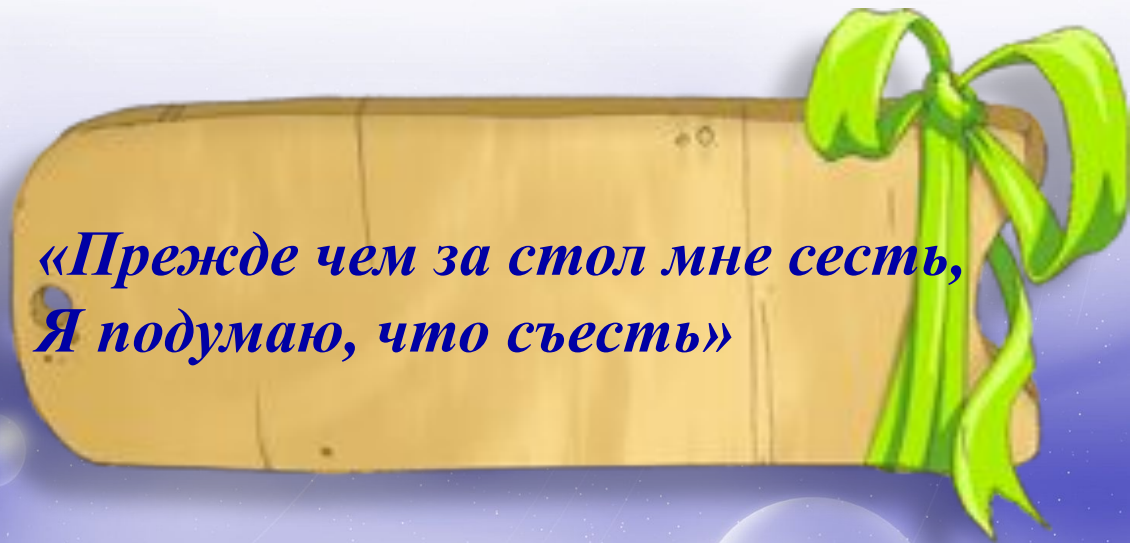 «Прежде чем за стол мне сесть,
Я подумаю, что съесть»